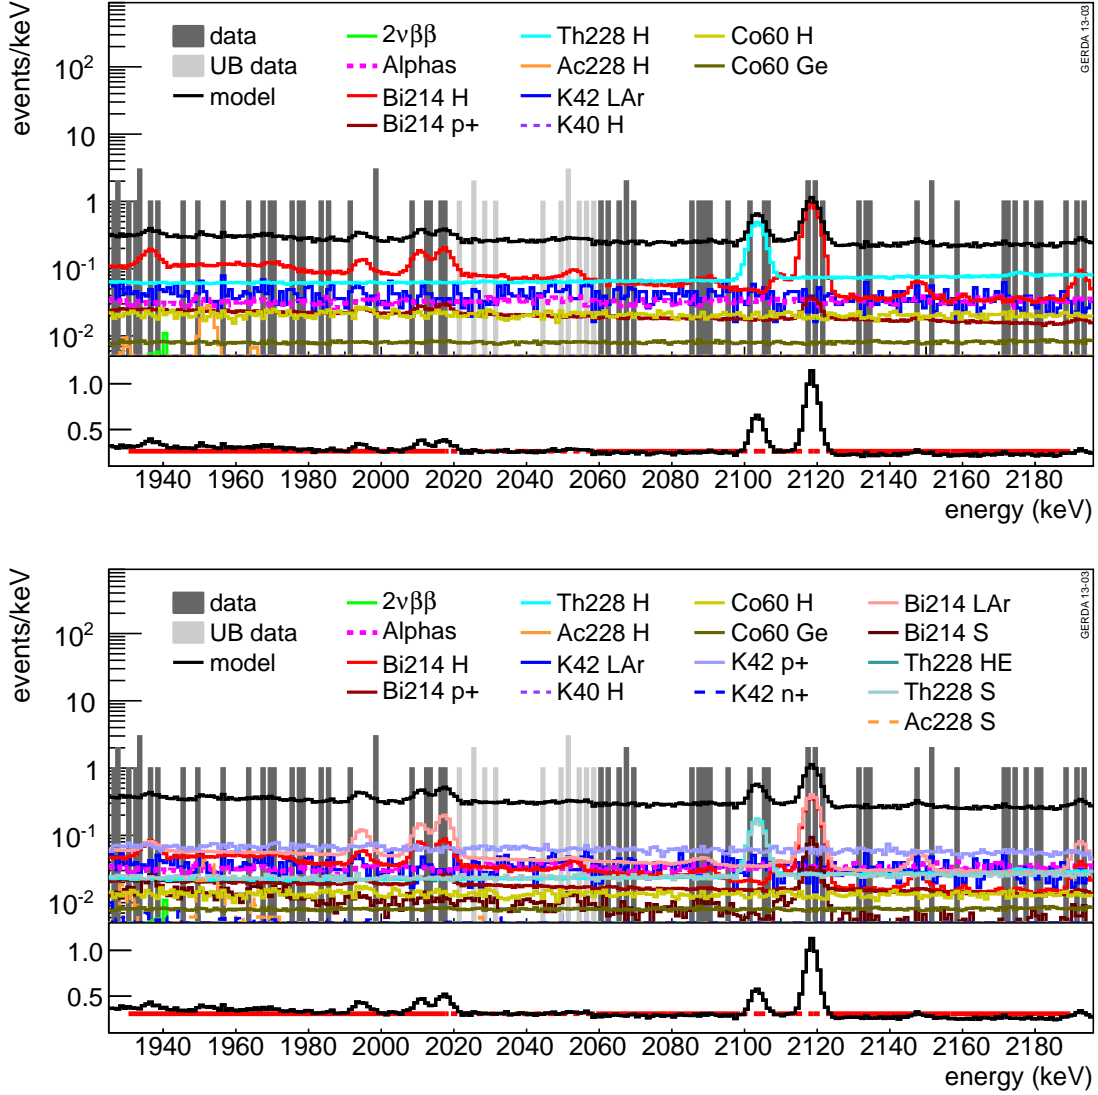 events/keV
GERDA 13-03
data
UB data
model
2νββ
Alphas
Bi214 H
Bi214 p+
Th228 H
Ac228 H
K42 LAr
K40 H
Co60 H
Co60 Ge
10²
10
1
10⁻¹
10⁻²
1.0
0.5
1940 1960 1980 2000 2020 2040 2060 2080 2100 2120 2140 2160 2180
energy (keV)
events/keV
GERDA 13-03
data
UB data
model
2νββ
Alphas
Bi214 H
Bi214 p+
Th228 H
Ac228 H
K42 LAr
K40 H
Co60 H
Co60 Ge
K42 p+
K42 n+
Bi214 LAr
Bi214 S
Th228 HE
Th228 S
Ac228 S
10²
10
1
10⁻¹
10⁻²
1.0
0.5
1940 1960 1980 2000 2020 2040 2060 2080 2100 2120 2140 2160 2180
energy (keV)